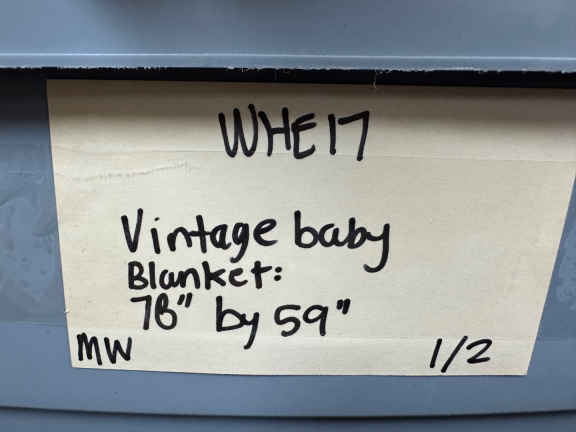 WHE17
Vintage baby
Blanket:
78" by 59"
MW
1/2